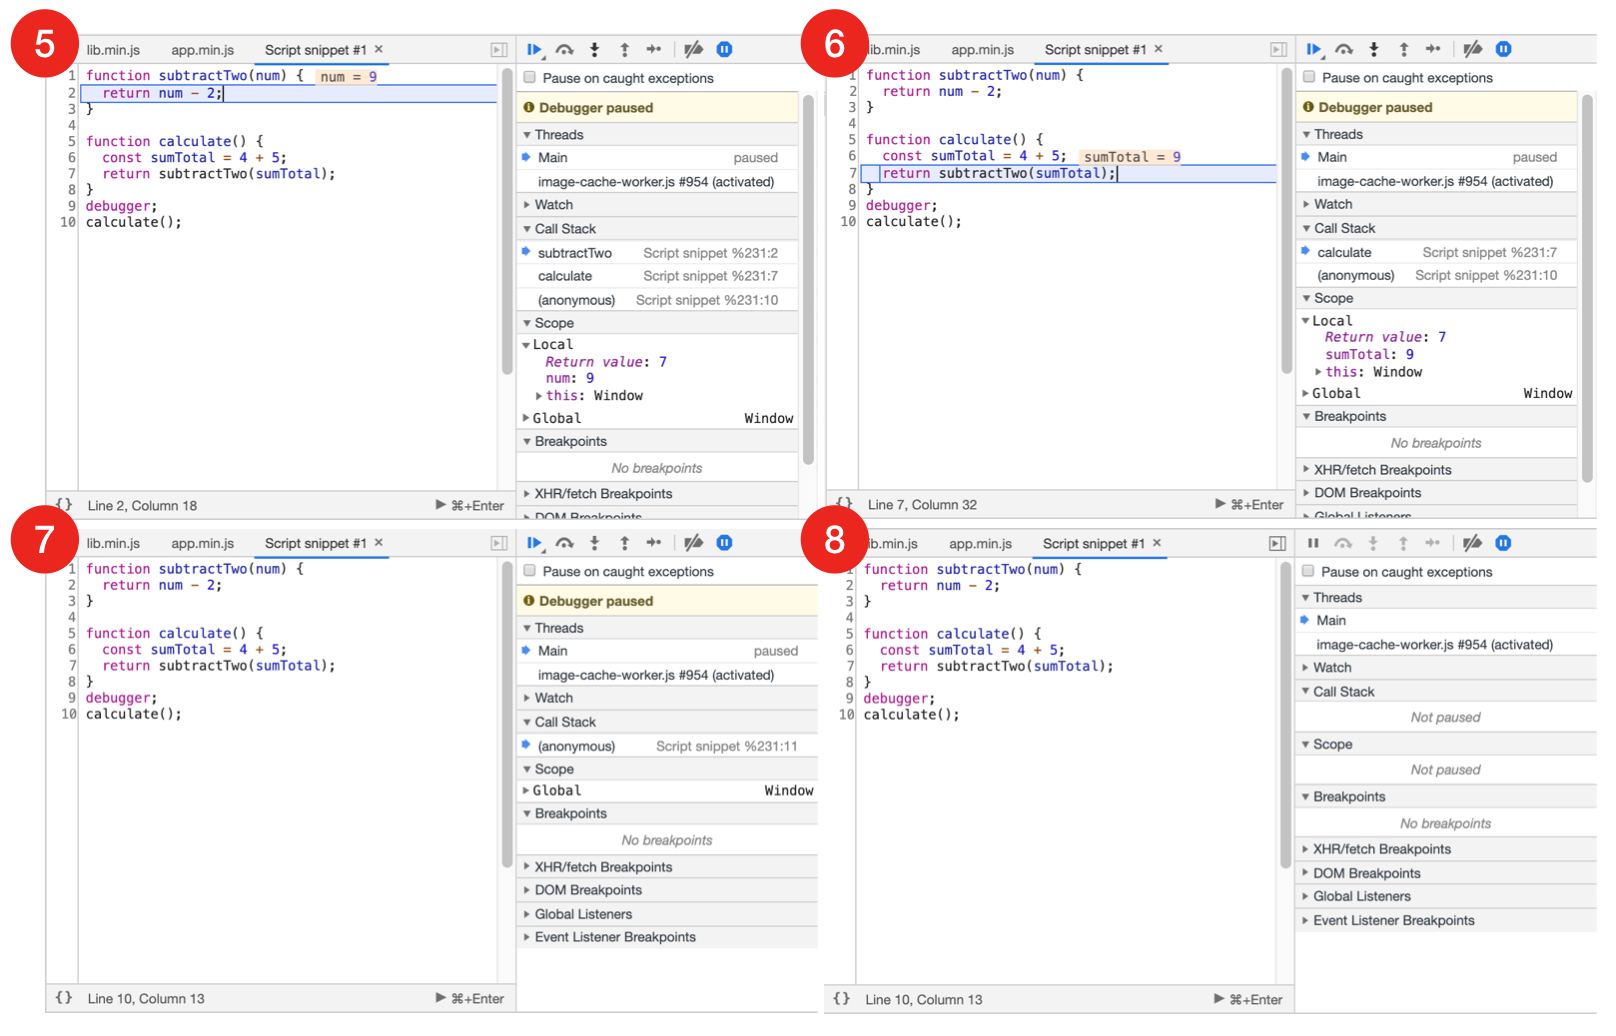 5
lib.min.js app.min.js Script snippet #1 ×
1 function subtractTwo(num) { num = 9
2 return num - 2;
3 }
4
5 function calculate() {
6 const sumTotal = 4 + 5;
7 return subtractTwo(sumTotal);
8 }
9 debugger;
10 calculate();
{} Line 2, Column 18 ⌘+Enter
Pause on caught exceptions
Debugger paused
Threads
Main paused
image-cache-worker.js #954 (activated)
Watch
Call Stack
subtractTwo Script snippet %231:2
calculate Script snippet %231:7
(anonymous) Script snippet %231:10
Scope
Local
Return value: 7
num: 9
this: Window
Global Window
Breakpoints
No breakpoints
XHR/fetch Breakpoints
DOM Breakpoints
6
lib.min.js app.min.js Script snippet #1 ×
1 function subtractTwo(num) {
2 return num - 2;
3 }
4
5 function calculate() {
6 const sumTotal = 4 + 5; sumTotal = 9
7 return subtractTwo(sumTotal);
8 }
9 debugger;
10 calculate();
{} Line 7, Column 32 ⌘+Enter
Pause on caught exceptions
Debugger paused
Threads
Main paused
image-cache-worker.js #954 (activated)
Watch
Call Stack
calculate Script snippet %231:7
(anonymous) Script snippet %231:10
Scope
Local
Return value: 7
sumTotal: 9
this: Window
Global Window
Breakpoints
No breakpoints
XHR/fetch Breakpoints
DOM Breakpoints
Global Listeners
7
lib.min.js app.min.js Script snippet #1 ×
1 function subtractTwo(num) {
2 return num - 2;
3 }
4
5 function calculate() {
6 const sumTotal = 4 + 5;
7 return subtractTwo(sumTotal);
8 }
9 debugger;
10 calculate();
{} Line 10, Column 13 ⌘+Enter
Pause on caught exceptions
Debugger paused
Threads
Main paused
image-cache-worker.js #954 (activated)
Watch
Call Stack
(anonymous) Script snippet %231:11
Scope
Global Window
Breakpoints
No breakpoints
XHR/fetch Breakpoints
DOM Breakpoints
Global Listeners
Event Listener Breakpoints
8
lib.min.js app.min.js Script snippet #1 ×
1 function subtractTwo(num) {
2 return num - 2;
3 }
4
5 function calculate() {
6 const sumTotal = 4 + 5;
7 return subtractTwo(sumTotal);
8 }
9 debugger;
10 calculate();
{} Line 10, Column 13 ⌘+Enter
Pause on caught exceptions
Threads
Main
image-cache-worker.js #954 (activated)
Watch
Call Stack
Not paused
Scope
Not paused
Breakpoints
No breakpoints
XHR/fetch Breakpoints
DOM Breakpoints
Global Listeners
Event Listener Breakpoints